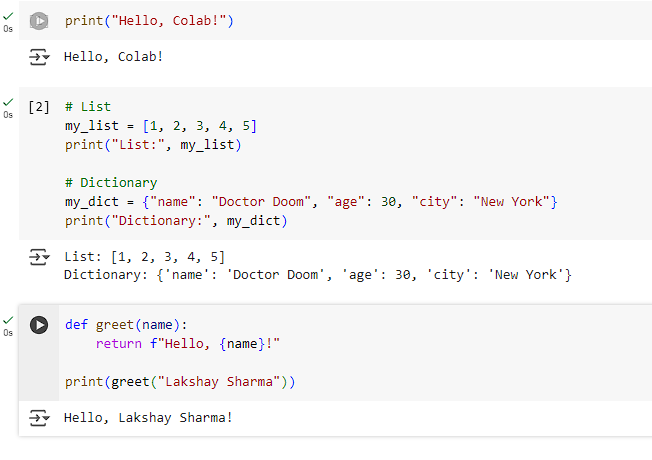 print("Hello, Colab!")
0s
Hello, Colab!
[2]
0s
# List
my_list = [1, 2, 3, 4, 5]
print("List:", my_list)
# Dictionary
my_dict = {"name": "Doctor Doom", "age": 30, "city": "New York"}
print("Dictionary:", my_dict)
List: [1, 2, 3, 4, 5]
Dictionary: {'name': 'Doctor Doom', 'age': 30, 'city': 'New York'}
0s
def greet(name):
    return f"Hello, {name}!"
print(greet("Lakshay Sharma"))
Hello, Lakshay Sharma!